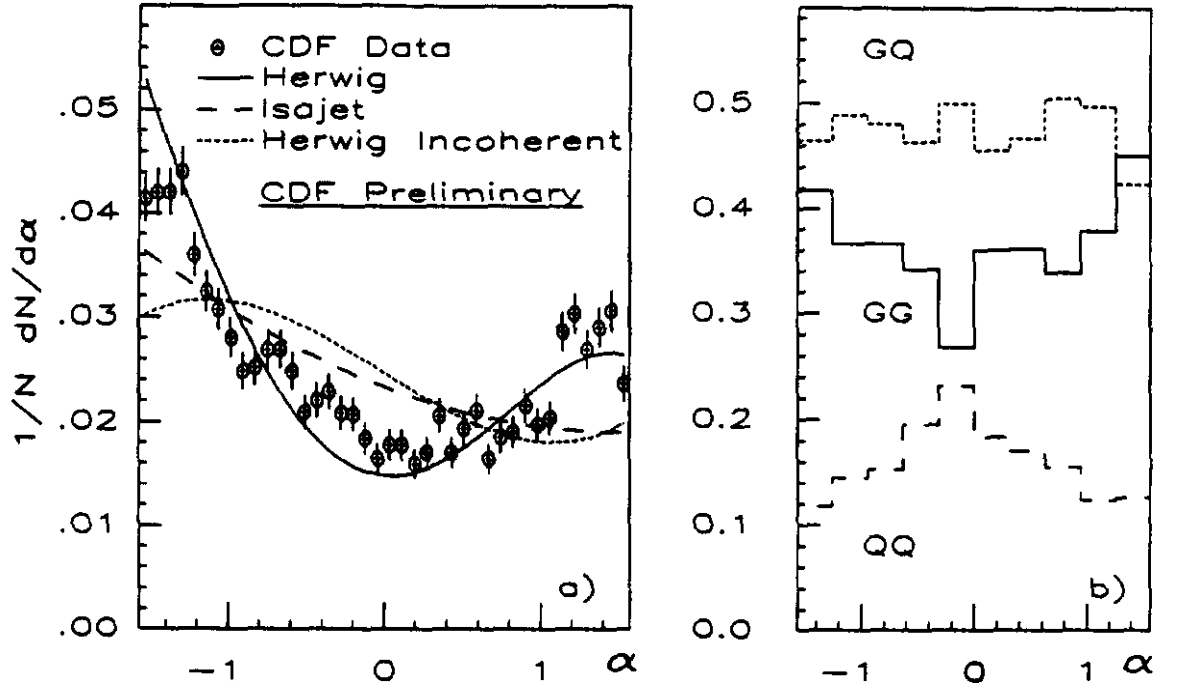 CDF Data
Herwig
Isajet
Herwig Incoherent
CDF Preliminary
1/N dN/dα
.05
.04
.03
.02
.01
.00
−1
0
1
α
a)
GQ
GG
QQ
0.5
0.4
0.3
0.2
0.1
0.0
−1
0
1
α
b)